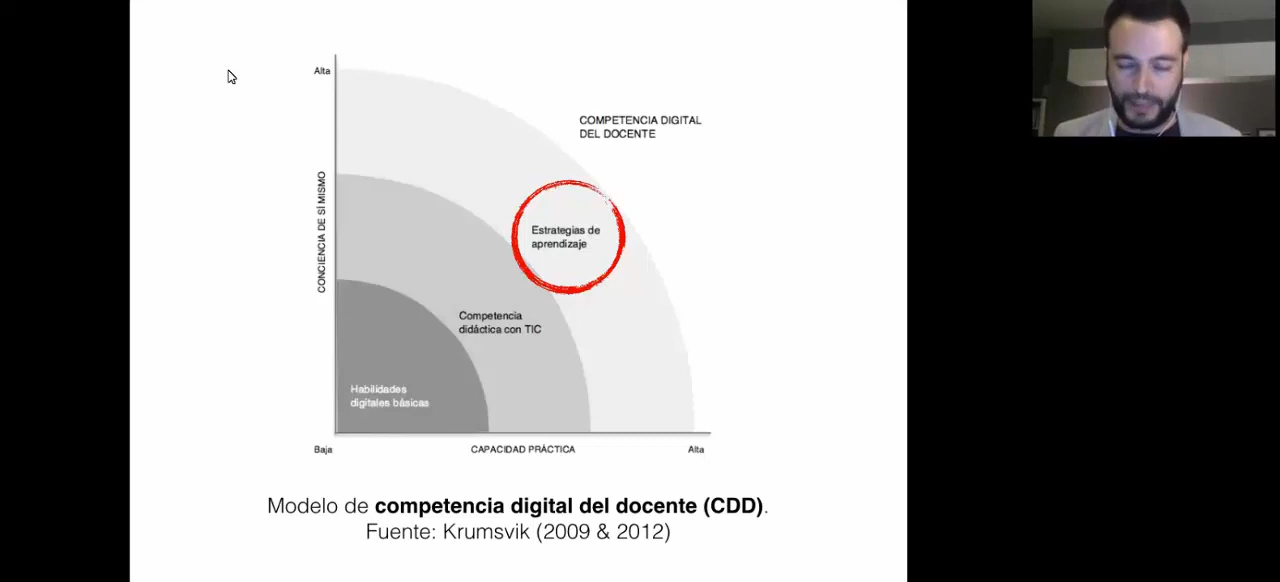 Alta
COMPETENCIA DIGITAL
DEL DOCENTE
CONCIENCIA DE SÍ MISMO
Estrategias de
aprendizaje
Competencia
didáctica con TIC
Habilidades
digitales básicas
Baja
CAPACIDAD PRÁCTICA
Alta
Modelo de competencia digital del docente (CDD).
Fuente: Krumsvik (2009 & 2012)